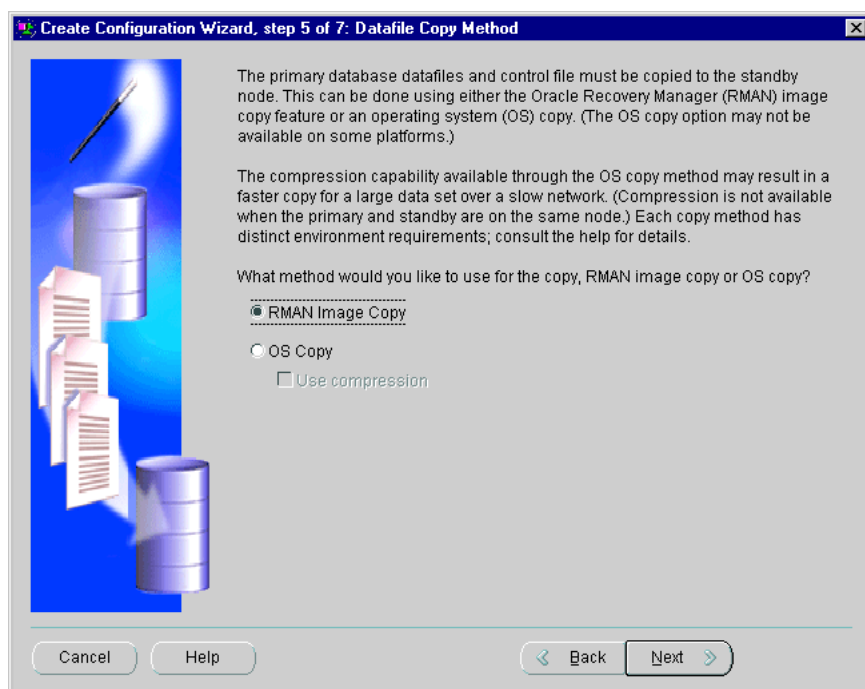 Create Configuration Wizard, step 5 of 7: Datafile Copy Method
The primary database datafiles and control file must be copied to the standby
node. This can be done using either the Oracle Recovery Manager (RMAN) image
copy feature or an operating system (OS) copy. (The OS copy option may not be
available on some platforms.)
The compression capability available through the OS copy method may result in a
faster copy for a large data set over a slow network. (Compression is not available
when the primary and standby are on the same node.) Each copy method has
distinct environment requirements; consult the help for details.
What method would you like to use for the copy, RMAN image copy or OS copy?
RMAN Image Copy
OS Copy
Use compression
Cancel Help Back Next